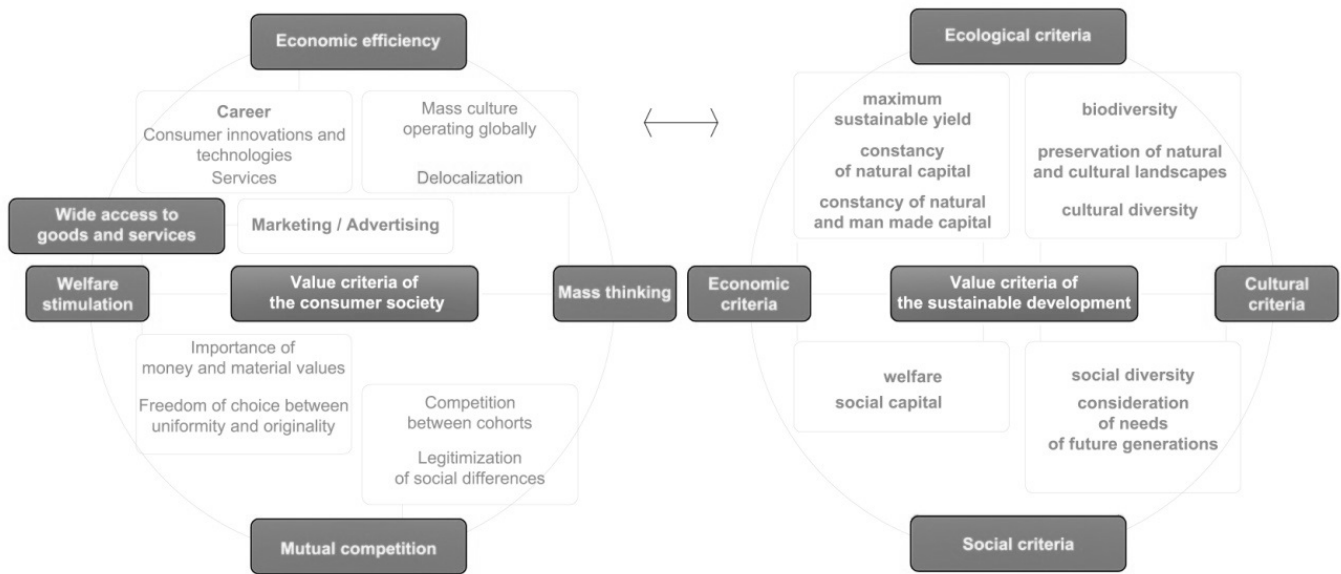 Economic efficiency
Career
Consumer innovations and
technologies
Services
Mass culture
operating globally
Delocalization
Wide access to
goods and services
Marketing / Advertising
Welfare
stimulation
Value criteria of
the consumer society
Mass thinking
Importance of
money and material values
Freedom of choice between
uniformity and originality
Competition
between cohorts
Legitimization
of social differences
Mutual competition
Ecological criteria
maximum
sustainable yield
constancy
of natural capital
constancy of natural
and man made capital
biodiversity
preservation of natural
and cultural landscapes
cultural diversity
Economic
criteria
Value criteria of
the sustainable development
Cultural
criteria
welfare
social capital
social diversity
consideration
of needs
of future generations
Social criteria